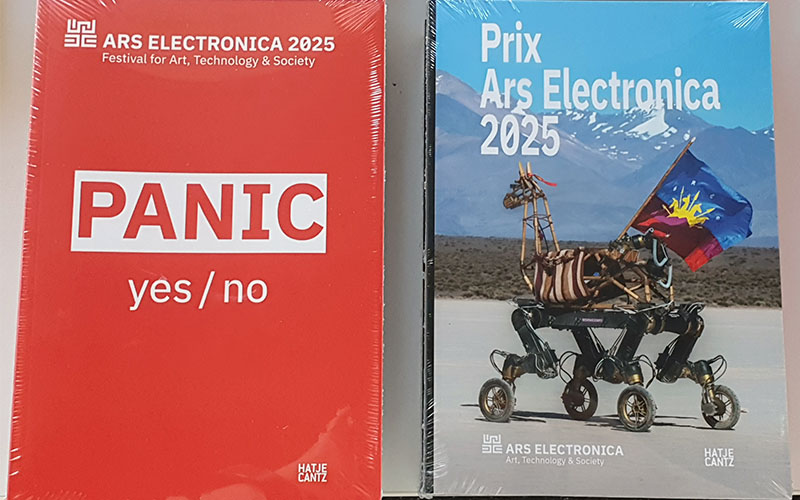 ARS ELECTRONICA 2025
Festival for Art, Technology & Society
PANIC
yes / no
HATJE
CANTZ
Prix
Ars Electronica
2025
ARS ELECTRONICA
Art, Technology & Society
HATJE
CANTZ